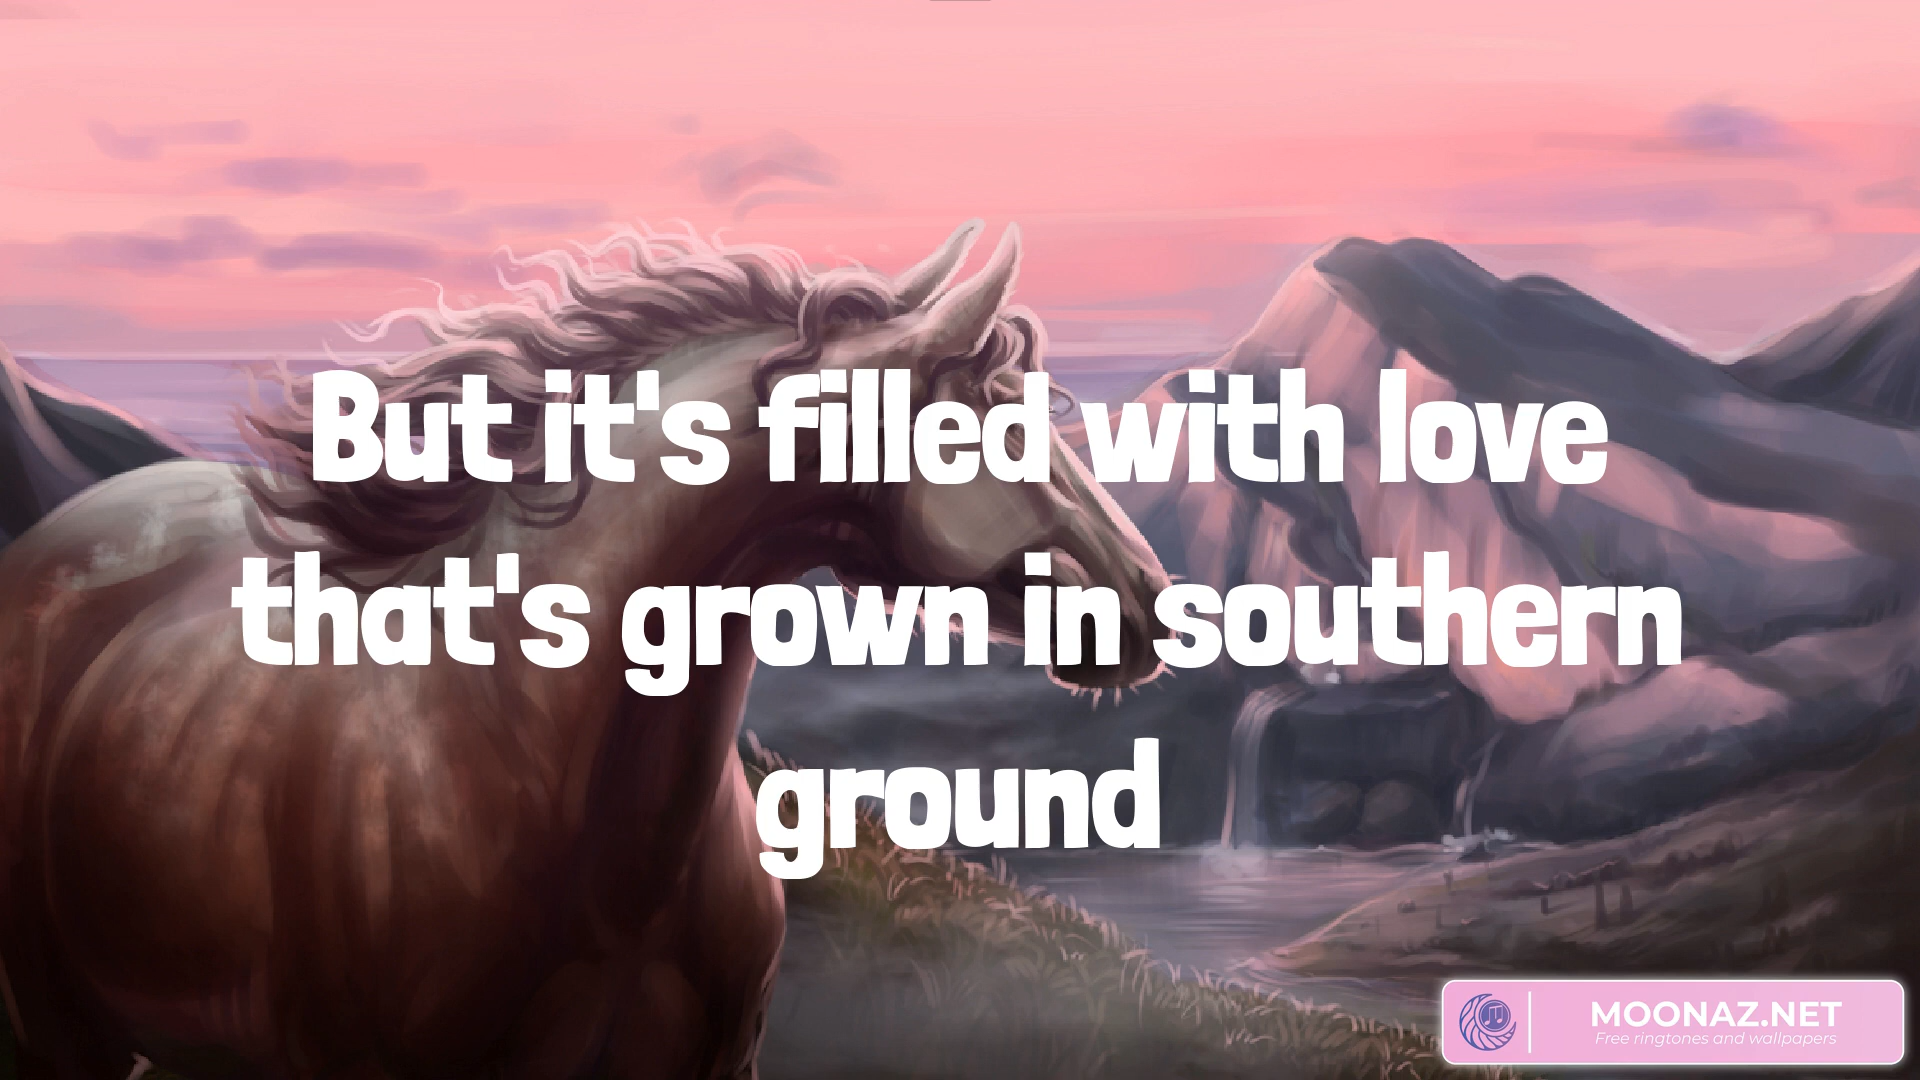 But it's filled with love
that's grown in southern
ground
MOONAZ.NET
Free ringtones and wallpapers